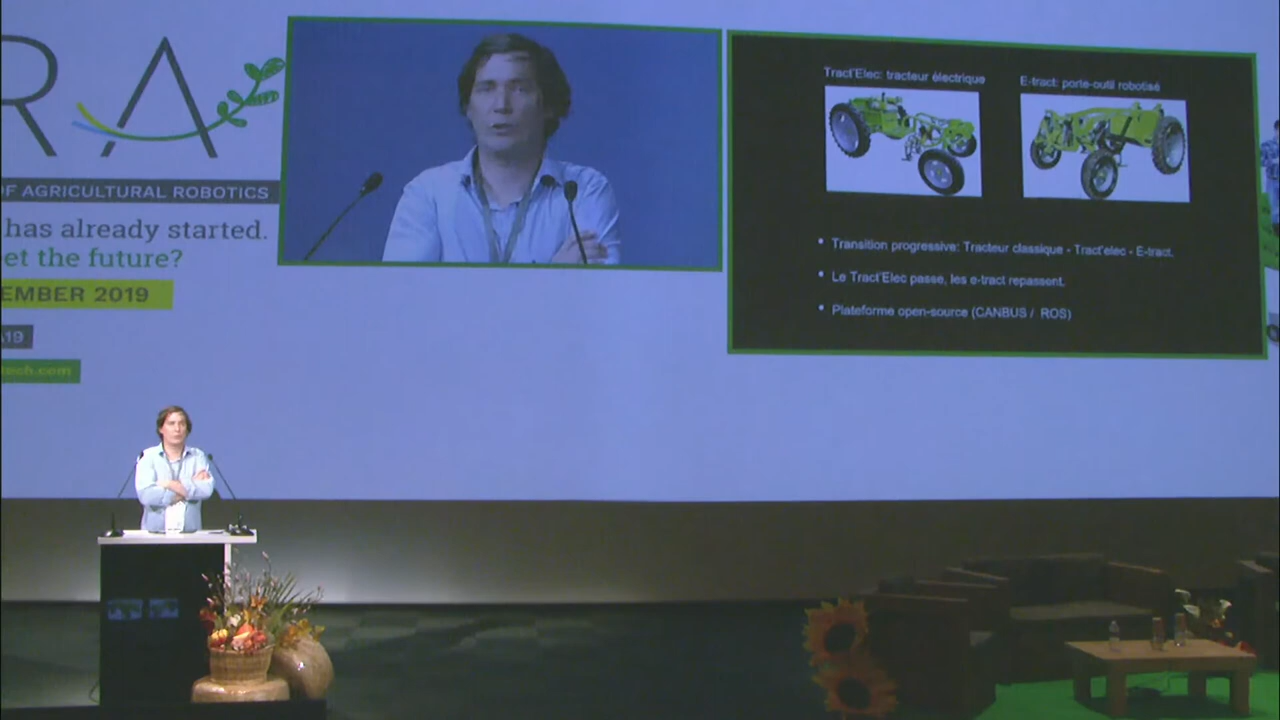 RA
OF AGRICULTURAL ROBOTICS
has already started.
et the future?
EMBER 2019
A19
tech.com
Tract'Elec: tracteur électrique
E-tract: porte-outil robotisé
• Transition progressive: Tracteur classique - Tract'elec - E-tract.
• Le Tract'Elec passe, les e-tract repassent.
• Plateforme open-source (CANBUS / ROS)